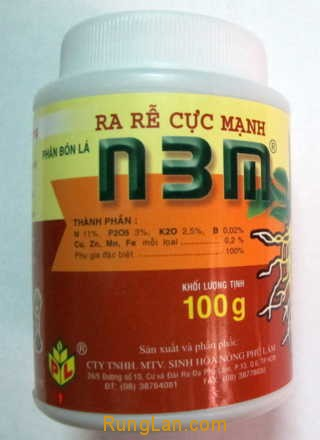 RA RỄ CỰC MẠNH
PHÂN BÓN LÁ
N3M®
THÀNH PHẦN :
N 11%, P2O5 3%, K2O 2,5%, B 0,02%
Cu, Zn, Mn, Fe mỗi loại ............ 0,2 %
Phụ gia đặc biệt ............ 100%
KHỐI LƯỢNG TỊNH
100g
PL®
Sản xuất và phân phối:
CTY TNHH. MTV. SINH HÓA NÔNG PHÚ LÂM
26/5 Đường số 10, Cư xá Đài Ra Đa Phú Lâm, P.13, Q.6, TP HCM
ĐT: (08) 38764081
FAX: (08) 38778660
RungLan.com